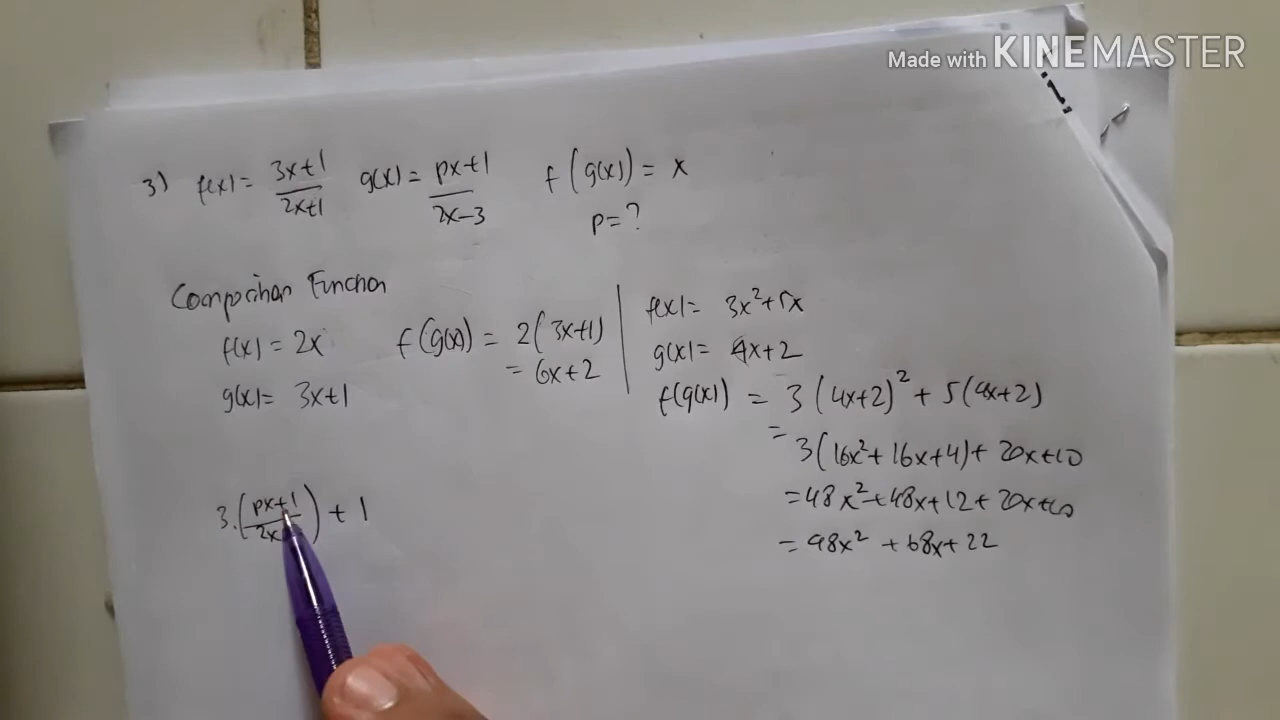 Made with KINEMASTER
3) f(x) = 3x+1/2x+1 g(x) = px+1/2x-3 f(g(x)) = x
p = ?
Composition Function
f(x) = 2x f(g(x)) = 2(3x+1)
= 6x+2
g(x) = 3x+1
f(x) = 3x²+5x
g(x) = 4x+2
f(g(x)) = 3(4x+2)² + 5(4x+2)
= 3(16x²+16x+4)+ 20x+10
= 48x²+48x+12+20x+10
= 48x² + 68x+22
3.(px+1/2x) + 1